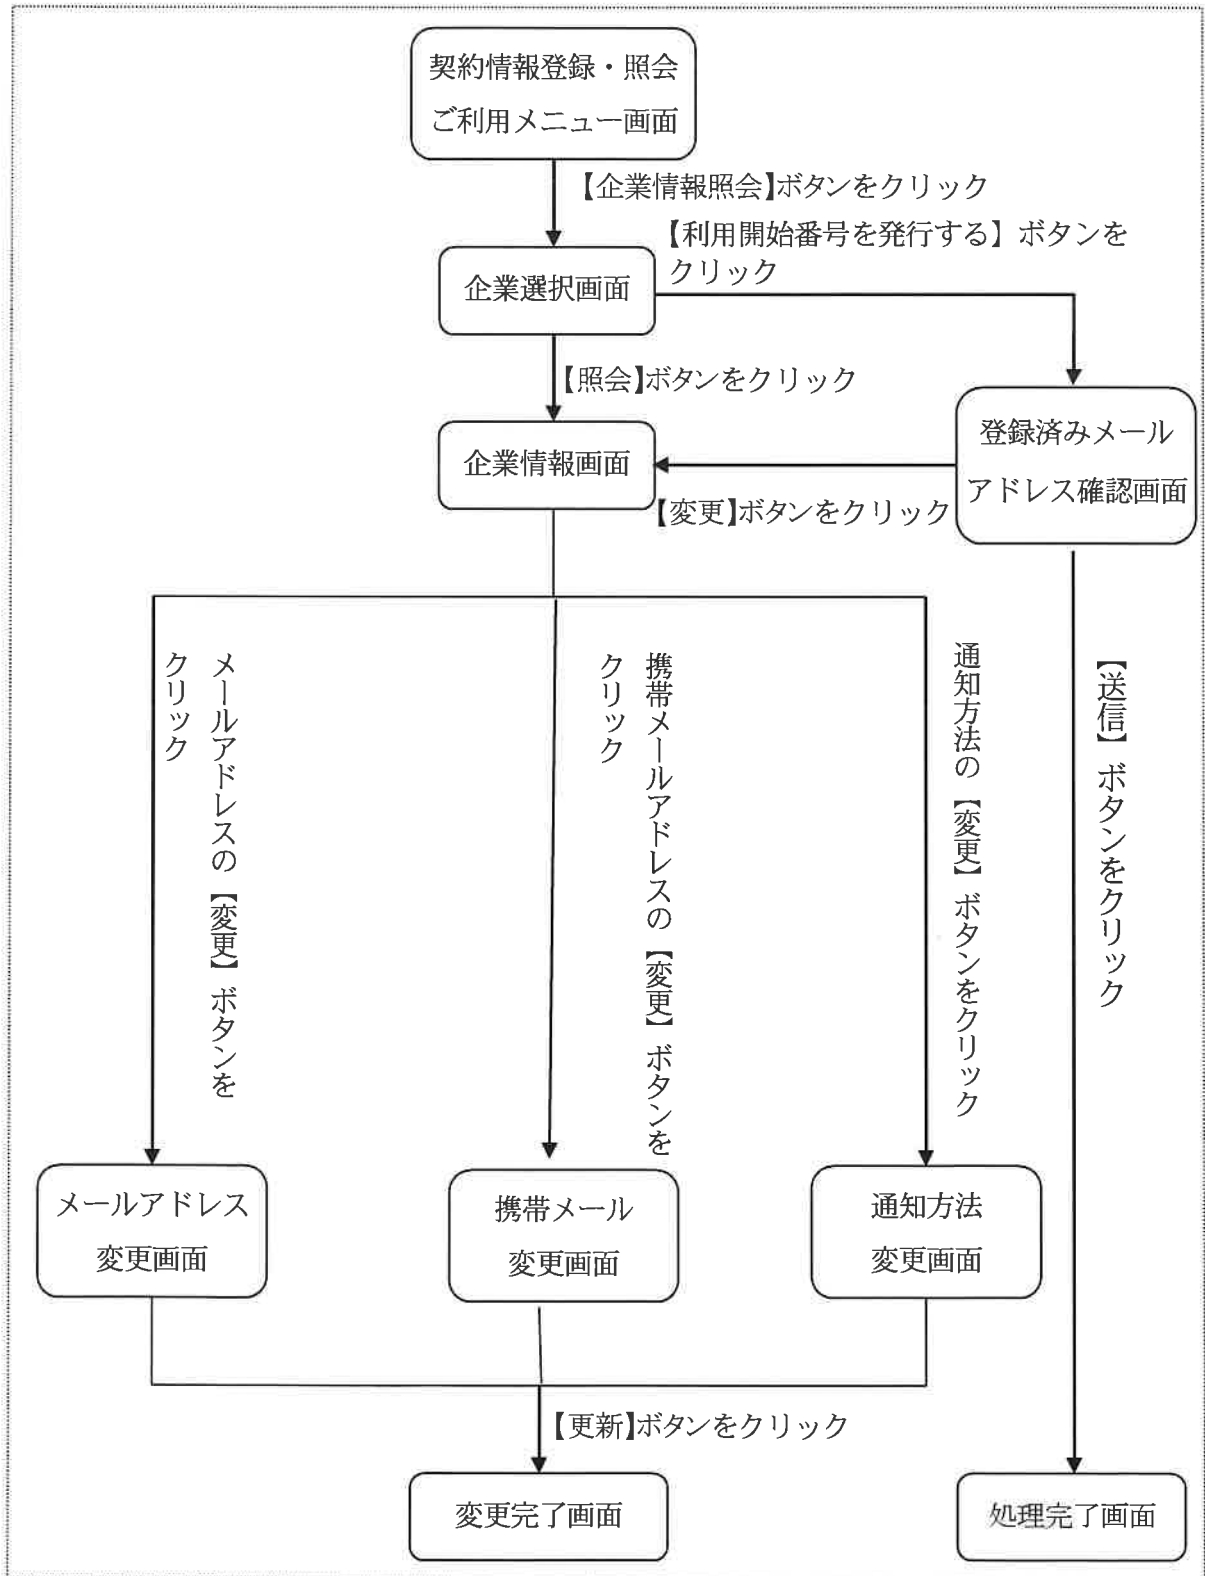 契約情報登録・照会
ご利用メニュー画面
【企業情報照会】ボタンをクリック
【利用開始番号を発行する】ボタンを
クリック
企業選択画面
【照会】ボタンをクリック
登録済みメール
アドレス確認画面
企業情報画面
【変更】ボタンをクリック
メールアドレスの【変更】ボタンを
クリック
携帯メールアドレスの【変更】ボタンを
クリック
通知方法の【変更】ボタンをクリック
【送信】ボタンをクリック
メールアドレス
変更画面
携帯メール
変更画面
通知方法
変更画面
【更新】ボタンをクリック
変更完了画面
処理完了画面